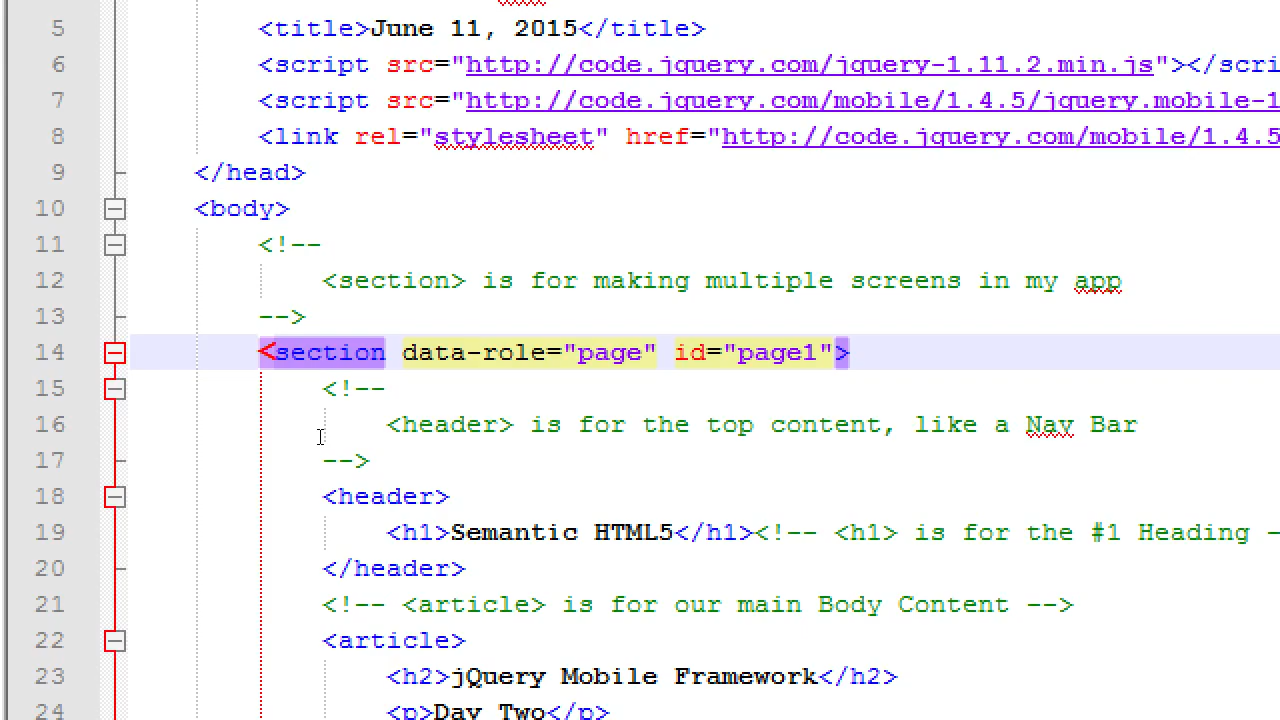 5 <title>June 11, 2015</title>
6 <script src="http://code.jquery.com/jquery-1.11.2.min.js"></scri
7 <script src="http://code.jquery.com/mobile/1.4.5/jquery.mobile-1
8 <link rel="stylesheet" href="http://code.jquery.com/mobile/1.4.5
9 </head>
10 <body>
11 <!--
12 <section> is for making multiple screens in my app
13 -->
14 <section data-role="page" id="page1">
15 <!--
16 <header> is for the top content, like a Nav Bar
17 -->
18 <header>
19 <h1>Semantic HTML5</h1><!-- <h1> is for the #1 Heading -
20 </header>
21 <!-- <article> is for our main Body Content -->
22 <article>
23 <h2>jQuery Mobile Framework</h2>
24 <p>Day Two</p>